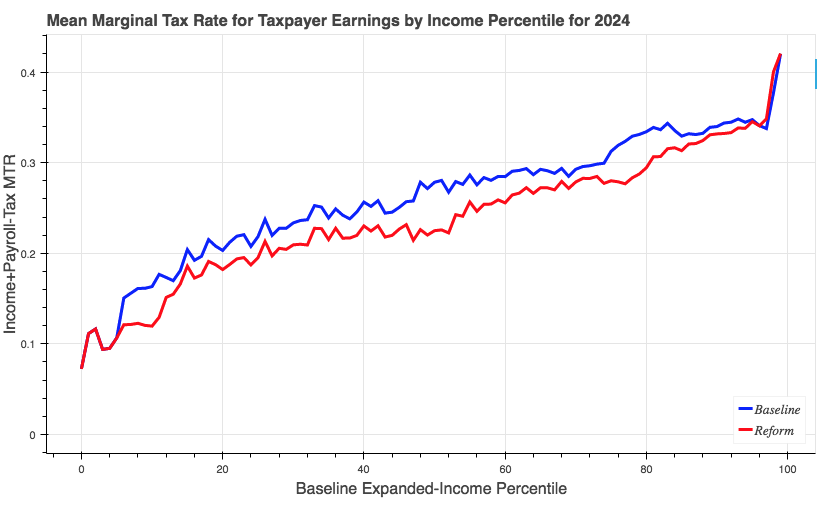 Mean Marginal Tax Rate for Taxpayer Earnings by Income Percentile for 2024
Income+Payroll-Tax MTR
0.4
0.3
0.2
0.1
0
0 20 40 60 80 100
Baseline Expanded-Income Percentile
Baseline
Reform